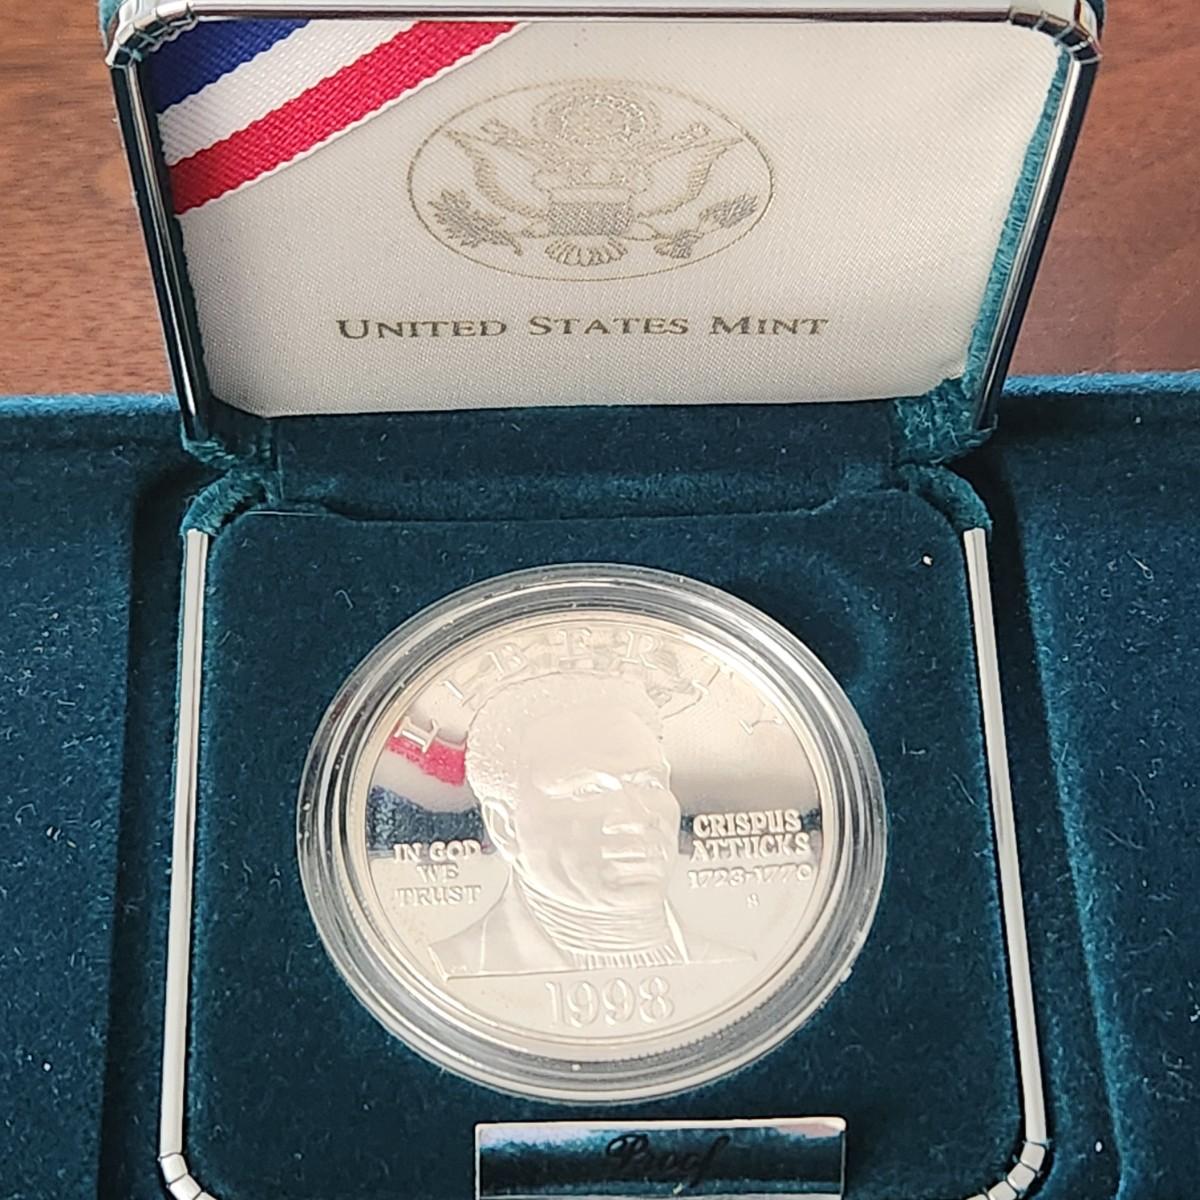 UNITED STATES MINT
LIBERTY
IN GOD
WE
TRUST
CRISPUS
ATTUCKS
1723-1770
S
1998
Proof